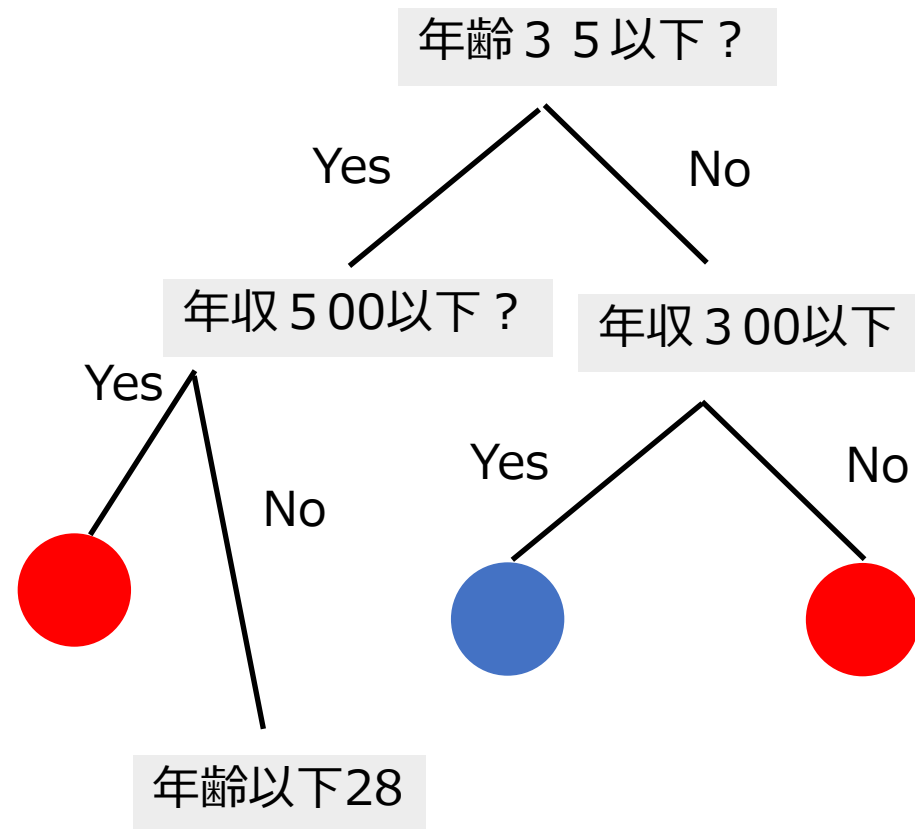 年齢３５以下？
Yes
No
年収５00以下？
年収３00以下
Yes
No
Yes
No
年齢以下28